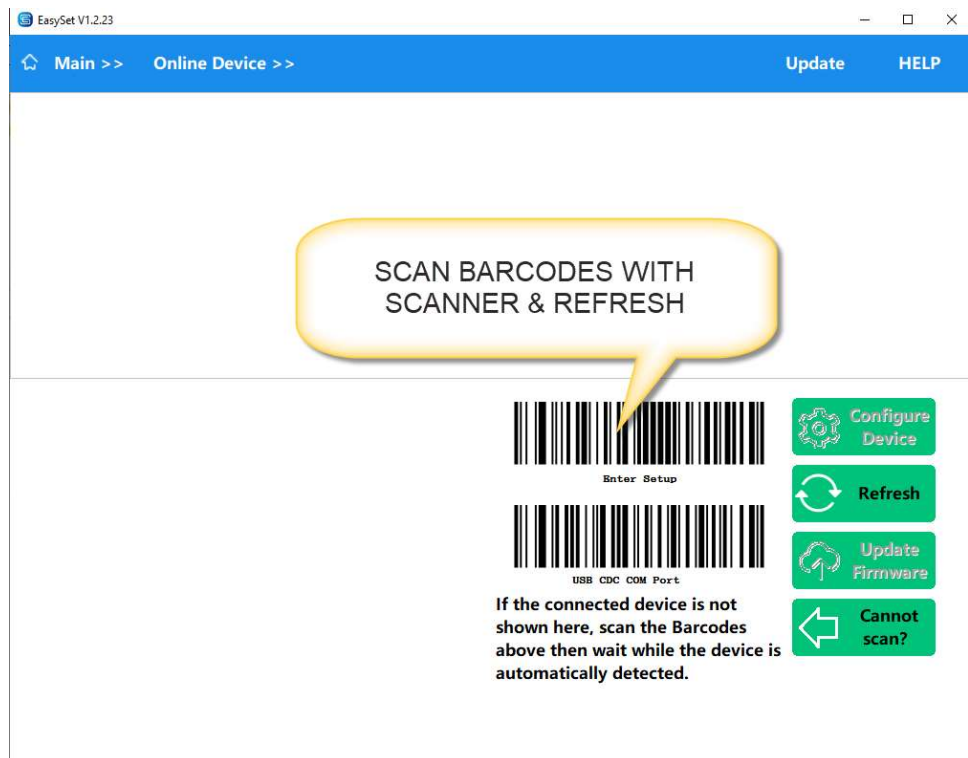 EasySet V1.2.23
Main >> Online Device >> Update HELP
SCAN BARCODES WITH
SCANNER & REFRESH
Enter Setup
USB CDC COM Port
If the connected device is not
shown here, scan the Barcodes
above then wait while the device is
automatically detected.
Configure
Device
Refresh
Update
Firmware
Cannot
scan?